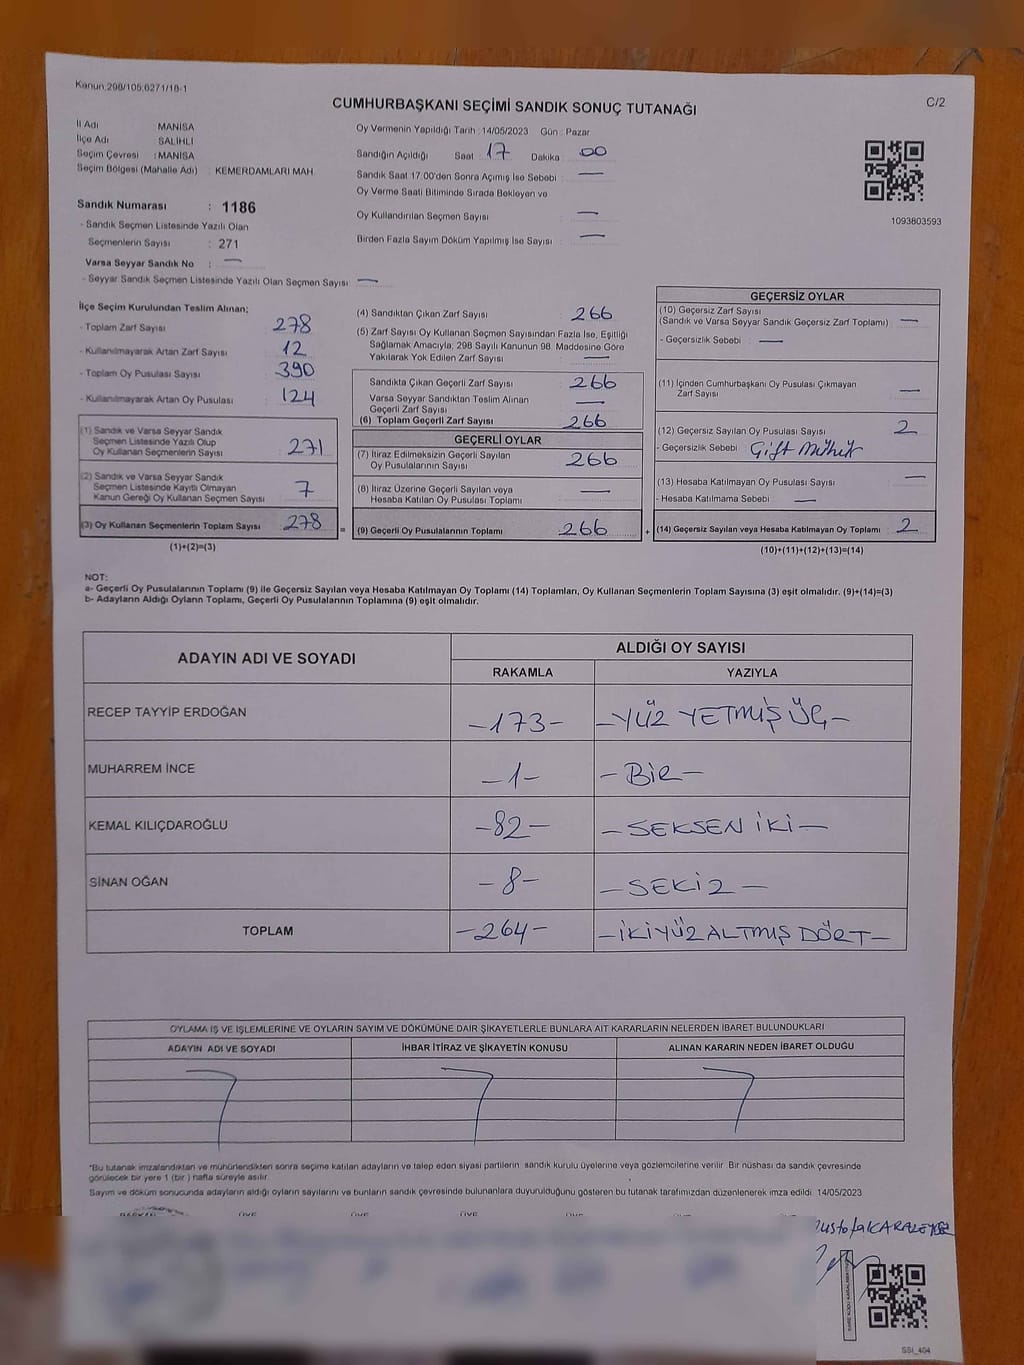 Kanun:298/105,6271/18-1
C/2
CUMHURBAŞKANI SEÇİMİ SANDIK SONUÇ TUTANAĞI
İl Adı MANİSA
İlçe Adı SALİHLİ
Seçim Çevresi : MANİSA
Seçim Bölgesi (Mahalle Adı) : KEMERDAMLARI MAH.
Sandık Numarası : 1186
- Sandık Seçmen Listesinde Yazılı Olan
Seçmenlerin Sayısı : 271
Varsa Seyyar Sandık No : —
- Seyyar Sandık Seçmen Listesinde Yazılı Olan Seçmen Sayısı —
Oy Vermenin Yapıldığı Tarih : 14/05/2023 Gün : Pazar
Sandığın Açıldığı Saat 17 Dakika 00
Sandık Saat 17.00'den Sonra Açımış İse Sebebi : —
Oy Verme Saati Bitiminde Sırada Bekleyen ve
Oy Kullandırılan Seçmen Sayısı —
Birden Fazla Sayım Döküm Yapılmış İse Sayısı —
1093803593
İlçe Seçim Kurulundan Teslim Alınan;
- Toplam Zarf Sayısı 278
- Kullanılmayarak Artan Zarf Sayısı 12
- Toplam Oy Pusulası Sayısı 390
- Kullanılmayarak Artan Oy Pusulası 124
(1) Sandık ve Varsa Seyyar Sandık
Seçmen Listesinde Yazılı Olup
Oy Kullanan Seçmenlerin Sayısı 271
(2) Sandık ve Varsa Seyyar Sandık
Seçmen Listesinde Kayıtlı Olmayan
Kanun Gereği Oy Kullanan Seçmen Sayısı 7
(3) Oy Kullanan Seçmenlerin Toplam Sayısı 278
(1)+(2)=(3)
(4) Sandıktan Çıkan Zarf Sayısı 266
(5) Zarf Sayısı Oy Kullanan Seçmen Sayısından Fazla İse, Eşitliği
Sağlamak Amacıyla; 298 Sayılı Kanunun 98. Maddesine Göre
Yakılarak Yok Edilen Zarf Sayısı —
Sandıkta Çıkan Geçerli Zarf Sayısı 266
Varsa Seyyar Sandıktan Teslim Alınan
Geçerli Zarf Sayısı —
(6) Toplam Geçerli Zarf Sayısı 266
GEÇERLİ OYLAR
(7) İtiraz Edilmeksizin Geçerli Sayılan
Oy Pusulalarının Sayısı 266
(8) İtiraz Üzerine Geçerli Sayılan veya
Hesaba Katılan Oy Pusulası Toplamı —
= (9) Geçerli Oy Pusulalarının Toplamı 266 +
GEÇERSİZ OYLAR
(10) Geçersiz Zarf Sayısı
(Sandık ve Varsa Seyyar Sandık Geçersiz Zarf Toplamı) —
- Geçersizlik Sebebi : —
(11) İçinden Cumhurbaşkanı Oy Pusulası Çıkmayan
Zarf Sayısı —
(12) Geçersiz Sayılan Oy Pusulası Sayısı 2
- Geçersizlik Sebebi Çift Mühür
(13) Hesaba Katılmayan Oy Pusulası Sayısı —
- Hesaba Katılmama Sebebi : —
(14) Geçersiz Sayılan veya Hesaba Katılmayan Oy Toplamı 2
(10)+(11)+(12)+(13)=(14)
NOT:
a- Geçerli Oy Pusulalarının Toplamı (9) ile Geçersiz Sayılan veya Hesaba Katılmayan Oy Toplamı (14) Toplamları, Oy Kullanan Seçmenlerin Toplam Sayısına (3) eşit olmalıdır. (9)+(14)=(3)
b- Adayların Aldığı Oyların Toplamı, Geçerli Oy Pusulalarının Toplamına (9) eşit olmalıdır.
ADAYIN ADI VE SOYADI ALDIĞI OY SAYISI
RAKAMLA YAZIYLA
RECEP TAYYİP ERDOĞAN -173- -YÜZ YETMİŞ ÜÇ-
MUHARREM İNCE -1- -BİR-
KEMAL KILIÇDAROĞLU -82- -SEKSEN İKİ-
SİNAN OĞAN -8- -SEKİZ-
TOPLAM -264- -İKİYÜZ ALTMIŞ DÖRT-
OYLAMA İŞ VE İŞLEMLERİNE VE OYLARIN SAYIM VE DÖKÜMÜNE DAİR ŞİKAYETLERLE BUNLARA AİT KARARLARIN NELERDEN İBARET BULUNDUKLARI
ADAYIN ADI VE SOYADI İHBAR İTİRAZ VE ŞİKAYETİN KONUSU ALINAN KARARIN NEDEN İBARET OLDUĞU
*Bu tutanak imzalandıktan ve mühürlendikten sonra seçime katılan adayların ve talep eden siyasi partilerin sandık kurulu üyelerine veya gözlemcilerine verilir. Bir nüshası da sandık çevresinde
görülecek bir yere 1 (bir ) hafta süreyle asılır.
Sayım ve döküm sonucunda adayların aldığı oyların sayılarını ve bunların sandık çevresinde bulunanlara duyurulduğunu gösteren bu tutanak tarafımızdan düzenlenerek imza edildi. 14/05/2023
SSI_404